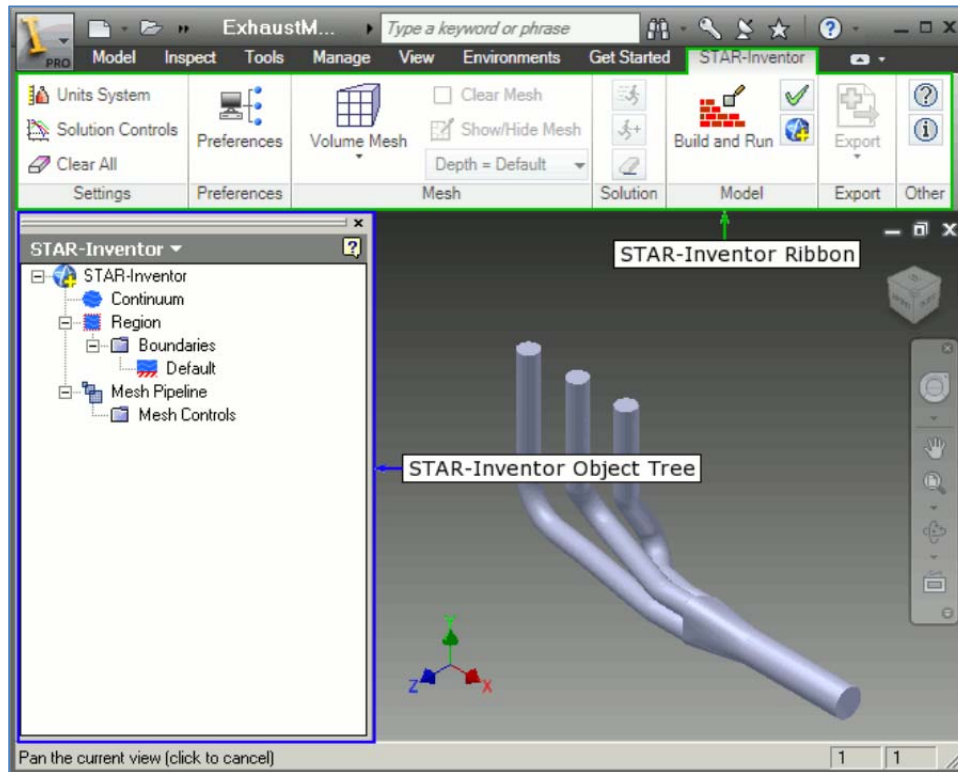 PRO
ExhaustM...
Type a keyword or phrase
Model Inspect Tools Manage View Environments Get Started STAR-Inventor
Units System
Solution Controls
Clear All
Settings
Preferences
Preferences
Volume Mesh
Clear Mesh
Show/Hide Mesh
Depth = Default
Mesh
Solution
Build and Run
Model
Export
Export
Other
STAR-Inventor Ribbon
STAR-Inventor
STAR-Inventor
Continuum
Region
Boundaries
Default
Mesh Pipeline
Mesh Controls
STAR-Inventor Object Tree
Y
Z
X
Pan the current view (click to cancel)
1 1